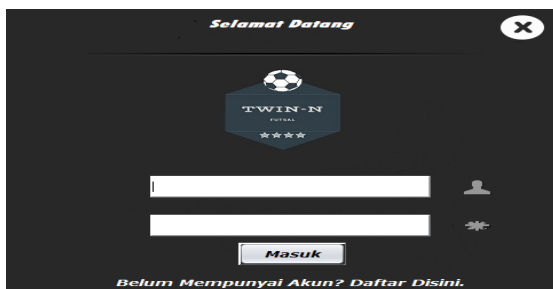 Selamat Datang
TWIN-N
FUTSAL
Masuk
Belum Mempunyai Akun? Daftar Disini.